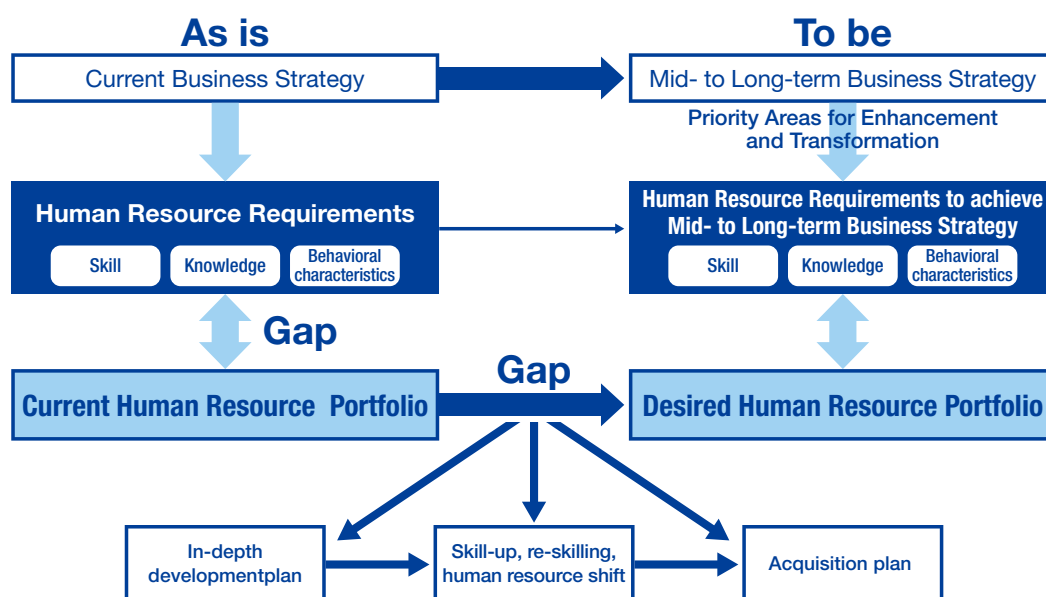 As is
To be
Current Business Strategy
Mid- to Long-term Business Strategy
Priority Areas for Enhancement
and Transformation
Human Resource Requirements
Skill
Knowledge
Behavioral
characteristics
Human Resource Requirements to achieve
Mid- to Long-term Business Strategy
Skill
Knowledge
Behavioral
characteristics
Gap
Gap
Current Human Resource Portfolio
Desired Human Resource Portfolio
In-depth
developmentplan
Skill-up, re-skilling,
human resource shift
Acquisition plan